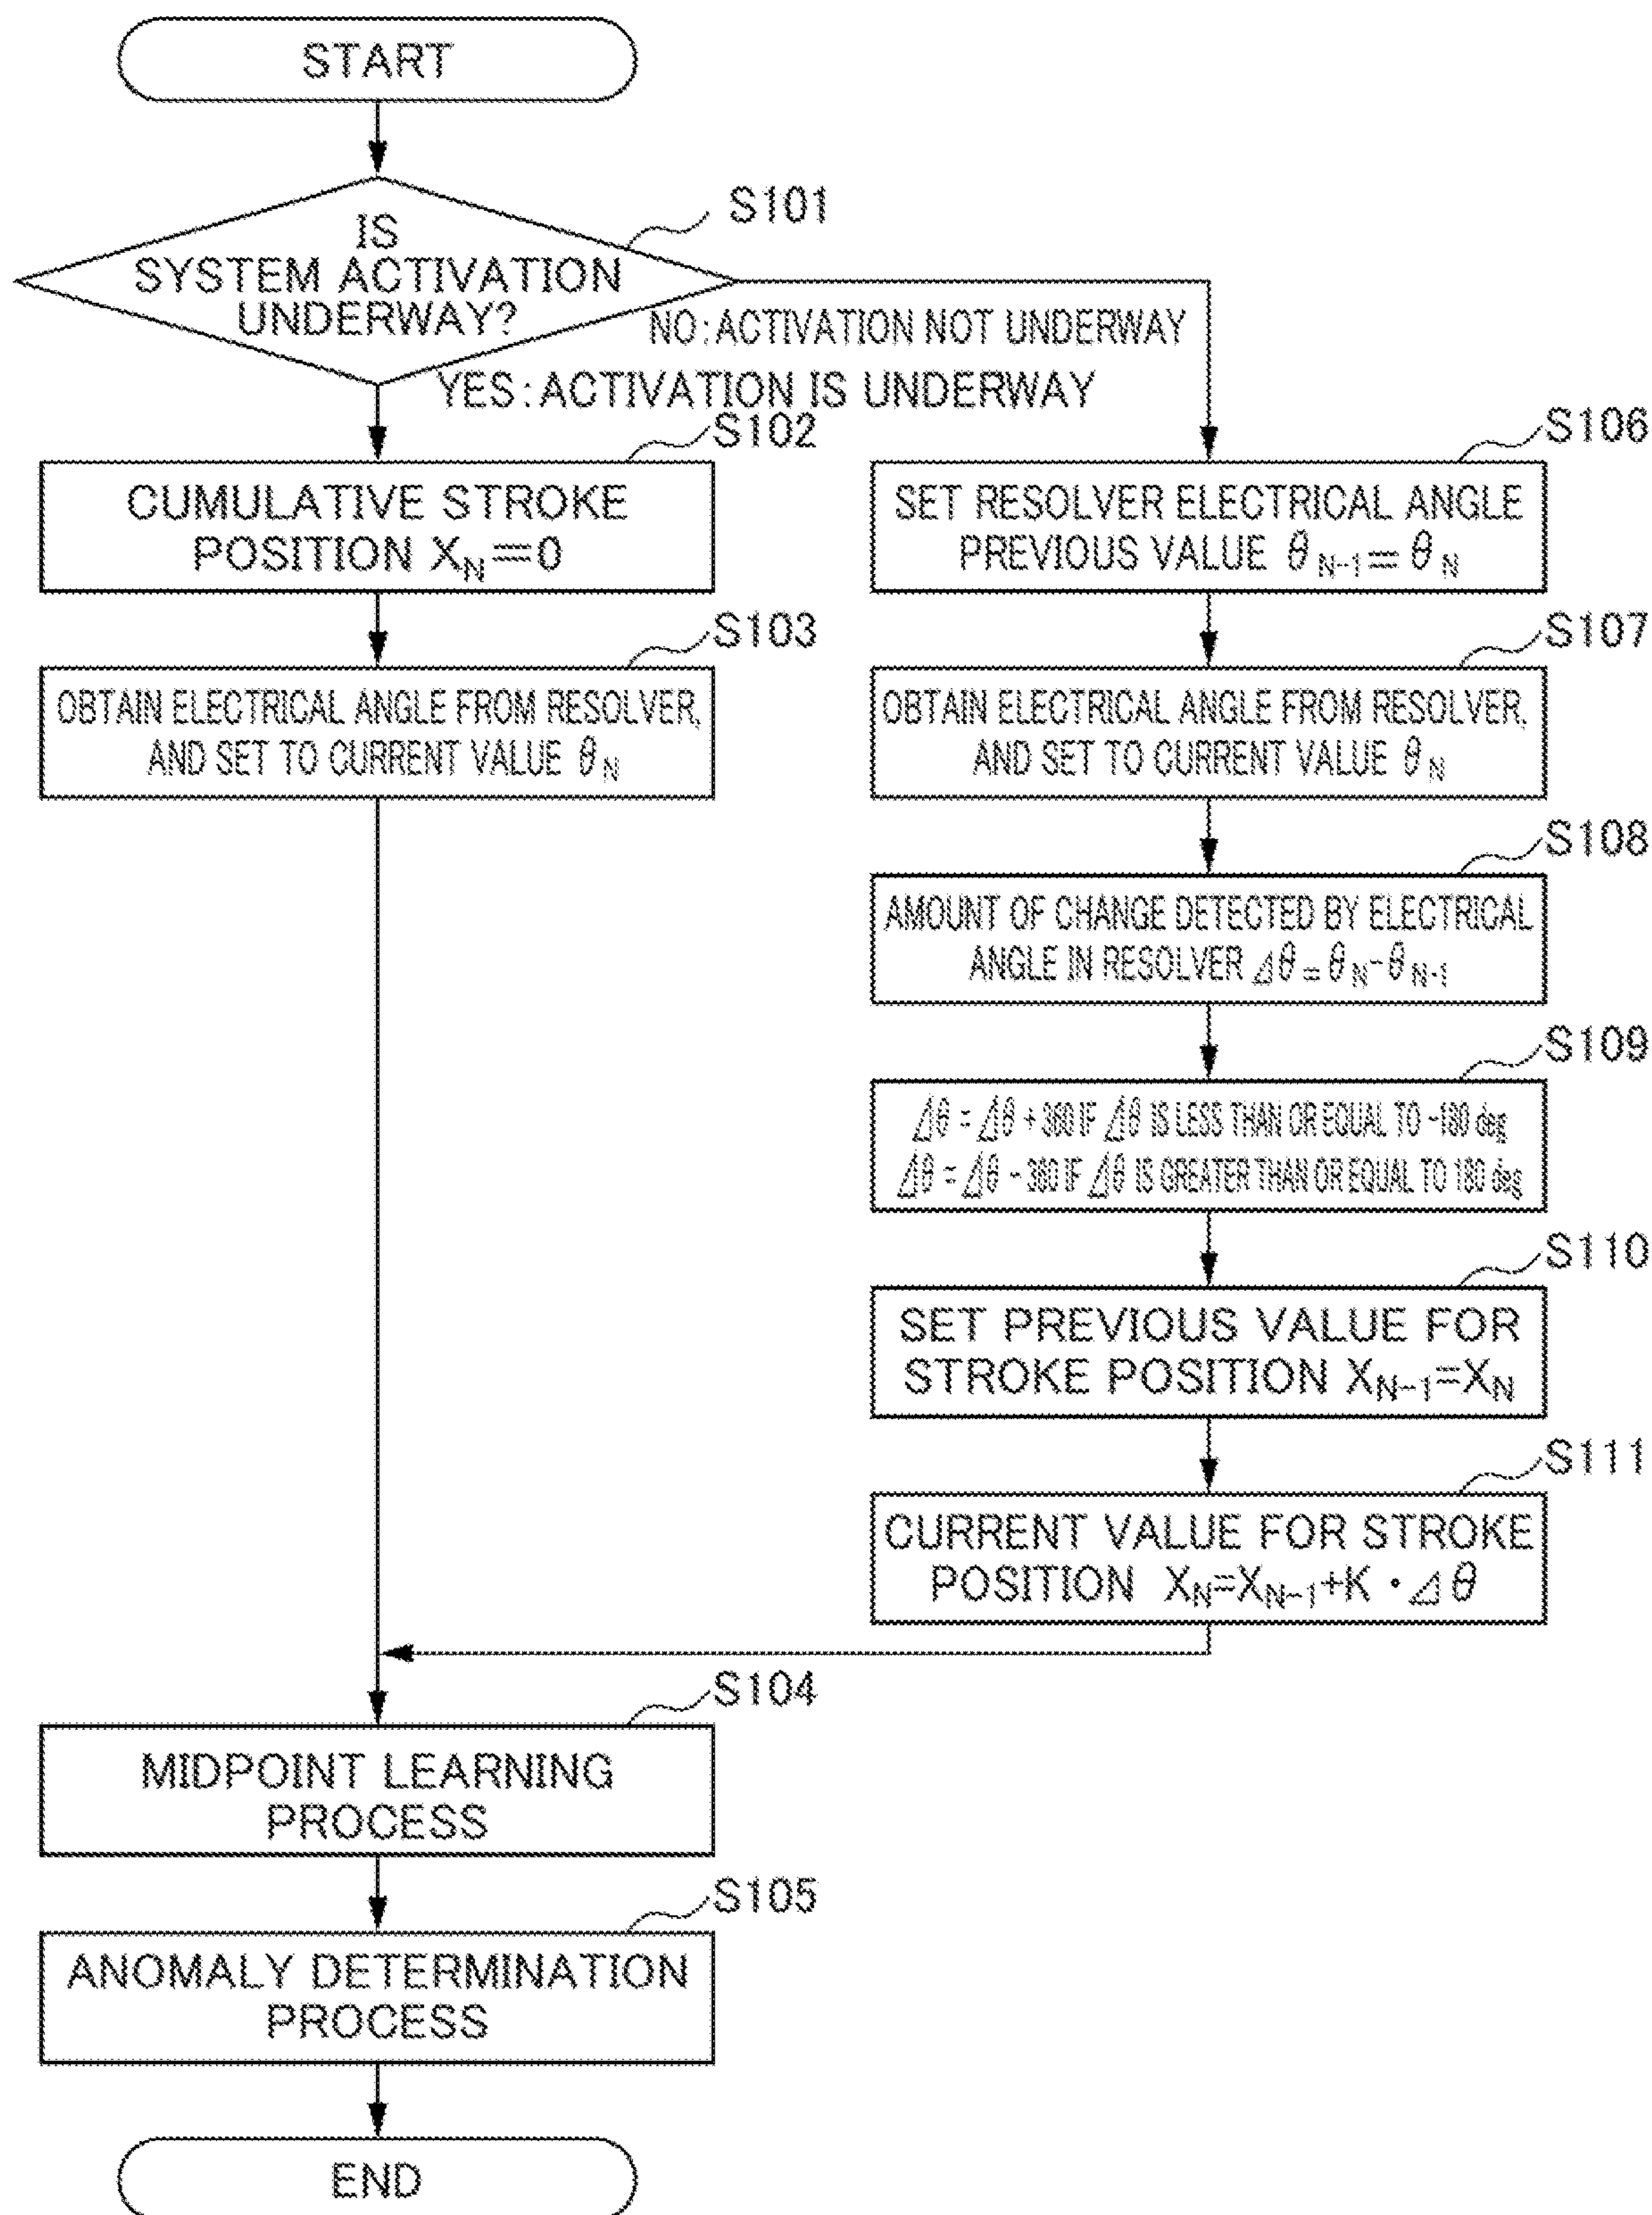 START
S101
IS
SYSTEM ACTIVATION
UNDERWAY?
NO:ACTIVATION NOT UNDERWAY
YES:ACTIVATION IS UNDERWAY
S102
CUMULATIVE STROKE
POSITION X_N=0
S103
OBTAIN ELECTRICAL ANGLE FROM RESOLVER,
AND SET TO CURRENT VALUE θ_N
S106
SET RESOLVER ELECTRICAL ANGLE
PREVIOUS VALUE θ_N-1=θ_N
S107
OBTAIN ELECTRICAL ANGLE FROM RESOLVER,
AND SET TO CURRENT VALUE θ_N
S108
AMOUNT OF CHANGE DETECTED BY ELECTRICAL
ANGLE IN RESOLVER ⊿θ=θ_N-θ_N-1
S109
⊿θ = ⊿θ + 360 IF ⊿θ IS LESS THAN OR EQUAL TO -180 deg
⊿θ = ⊿θ - 360 IF ⊿θ IS GREATER THAN OR EQUAL TO 180 deg
S110
SET PREVIOUS VALUE FOR
STROKE POSITION X_N-1=X_N
S111
CURRENT VALUE FOR STROKE
POSITION X_N=X_N-1+K・⊿θ
S104
MIDPOINT LEARNING
PROCESS
S105
ANOMALY DETERMINATION
PROCESS
END